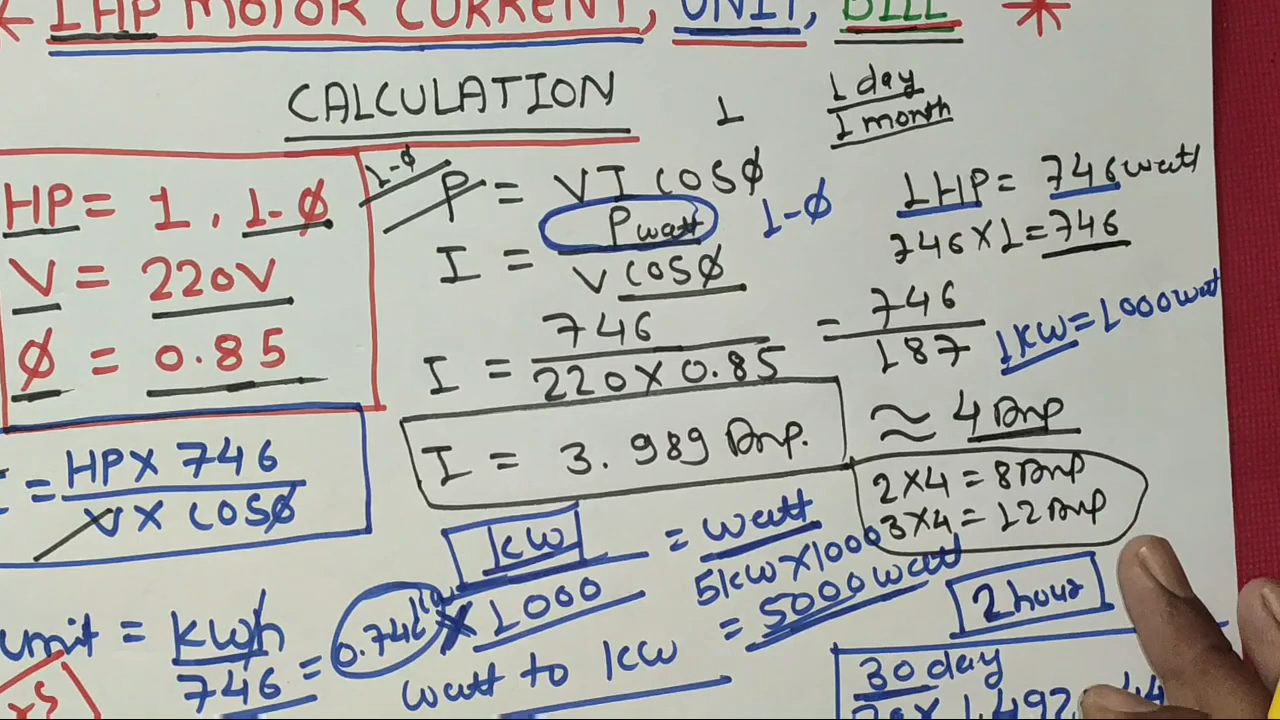 1HP MOTOR CURRENT, UNIT, BILL
CALCULATION
1
1 day
1 month
HP = 1, 1-φ
V = 220V
φ = 0.85
1-φ
P = VI COSφ
I = P watt
V COSφ
1-φ
I = 746
220 X 0.85
= 746
187
≈ 4 Amp
I = 3.989 Amp.
1HP = 746 watt
746 X 1 = 746
1KW = 1000 watt
2 X 4 = 8 Amp
3 X 4 = 12 Amp
I = HP X 746
V X COSφ
KW = watt
0.746 KW X 1000
5KW X 1000
= 5000 watt
watt to KW
unit = KWh
746 =
2 hour
30 day